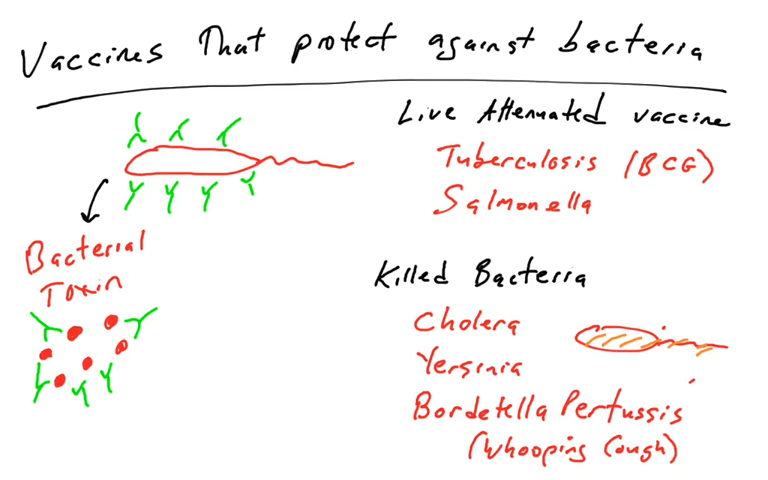 Vaccines That protect against bacteria
Live Attenuated vaccine
Tuberculosis (BCG)
Salmonella
Bacterial
Toxin
Killed Bacteria
Cholera
Yersinia
Bordetella Pertussis
(Whooping Cough)